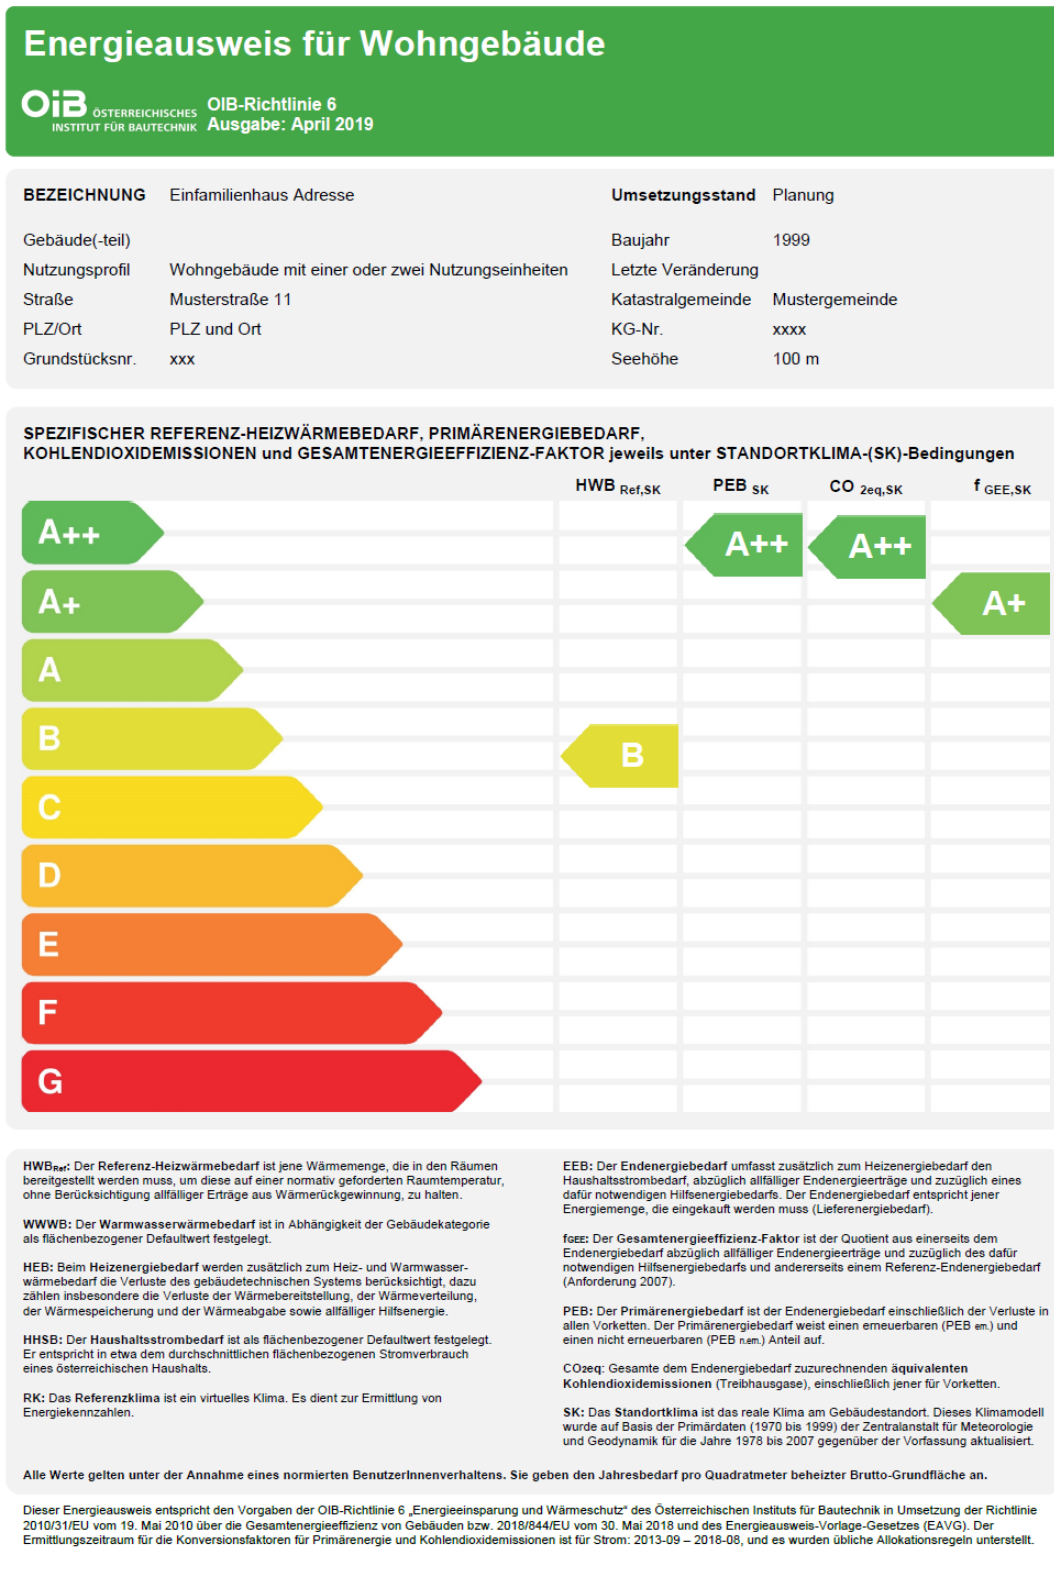 Energieausweis für Wohngebäude
OiB ÖSTERREICHISCHES
INSTITUT FÜR BAUTECHNIK
OIB-Richtlinie 6
Ausgabe: April 2019
BEZEICHNUNG Einfamilienhaus Adresse Umsetzungsstand Planung
Gebäude(-teil) Baujahr 1999
Nutzungsprofil Wohngebäude mit einer oder zwei Nutzungseinheiten Letzte Veränderung
Straße Musterstraße 11 Katastralgemeinde Mustergemeinde
PLZ/Ort PLZ und Ort KG-Nr. xxxx
Grundstücksnr. xxx Seehöhe 100 m
SPEZIFISCHER REFERENZ-HEIZWÄRMEBEDARF, PRIMÄRENERGIEBEDARF,
KOHLENDIOXIDEMISSIONEN und GESAMTENERGIEEFFIZIENZ-FAKTOR jeweils unter STANDORTKLIMA-(SK)-Bedingungen
HWB Ref,SK PEB SK CO 2eq,SK f GEE,SK
A++ A++ A++
A+ A+
A
B B
C
D
E
F
G
HWBRef: Der Referenz-Heizwärmebedarf ist jene Wärmemenge, die in den Räumen
bereitgestellt werden muss, um diese auf einer normativ geforderten Raumtemperatur,
ohne Berücksichtigung allfälliger Erträge aus Wärmerückgewinnung, zu halten.
WWWB: Der Warmwasserwärmebedarf ist in Abhängigkeit der Gebäudekategorie
als flächenbezogener Defaultwert festgelegt.
HEB: Beim Heizenergiebedarf werden zusätzlich zum Heiz- und Warmwasser-
wärmebedarf die Verluste des gebäudetechnischen Systems berücksichtigt, dazu
zählen insbesondere die Verluste der Wärmebereitstellung, der Wärmeverteilung,
der Wärmespeicherung und der Wärmeabgabe sowie allfälliger Hilfsenergie.
HHSB: Der Haushaltsstrombedarf ist als flächenbezogener Defaultwert festgelegt.
Er entspricht in etwa dem durchschnittlichen flächenbezogenen Stromverbrauch
eines österreichischen Haushalts.
RK: Das Referenzklima ist ein virtuelles Klima. Es dient zur Ermittlung von
Energiekennzahlen.
EEB: Der Endenergiebedarf umfasst zusätzlich zum Heizenergiebedarf den
Haushaltsstrombedarf, abzüglich allfälliger Endenergieerträge und zuzüglich eines
dafür notwendigen Hilfsenergiebedarfs. Der Endenergiebedarf entspricht jener
Energiemenge, die eingekauft werden muss (Lieferenergiebedarf).
fGEE: Der Gesamtenergieeffizienz-Faktor ist der Quotient aus einerseits dem
Endenergiebedarf abzüglich allfälliger Endenergieerträge und zuzüglich des dafür
notwendigen Hilfsenergiebedarfs und andererseits einem Referenz-Endenergiebedarf
(Anforderung 2007).
PEB: Der Primärenergiebedarf ist der Endenergiebedarf einschließlich der Verluste in
allen Vorketten. Der Primärenergiebedarf weist einen erneuerbaren (PEB ern.) und
einen nicht erneuerbaren (PEB n.ern.) Anteil auf.
CO2eq: Gesamte dem Endenergiebedarf zuzurechnenden äquivalenten
Kohlendioxidemissionen (Treibhausgase), einschließlich jener für Vorketten.
SK: Das Standortklima ist das reale Klima am Gebäudestandort. Dieses Klimamodell
wurde auf Basis der Primärdaten (1970 bis 1999) der Zentralanstalt für Meteorologie
und Geodynamik für die Jahre 1978 bis 2007 gegenüber der Vorfassung aktualisiert.
Alle Werte gelten unter der Annahme eines normierten BenutzerInnenverhaltens. Sie geben den Jahresbedarf pro Quadratmeter beheizter Brutto-Grundfläche an.
Dieser Energieausweis entspricht den Vorgaben der OIB-Richtlinie 6 „Energieeinsparung und Wärmeschutz“ des Österreichischen Instituts für Bautechnik in Umsetzung der Richtlinie
2010/31/EU vom 19. Mai 2010 über die Gesamtenergieeffizienz von Gebäuden bzw. 2018/844/EU vom 30. Mai 2018 und des Energieausweis-Vorlage-Gesetzes (EAVG). Der
Ermittlungszeitraum für die Konversionsfaktoren für Primärenergie und Kohlendioxidemissionen ist für Strom: 2013-09 – 2018-08, und es wurden übliche Allokationsregeln unterstellt.